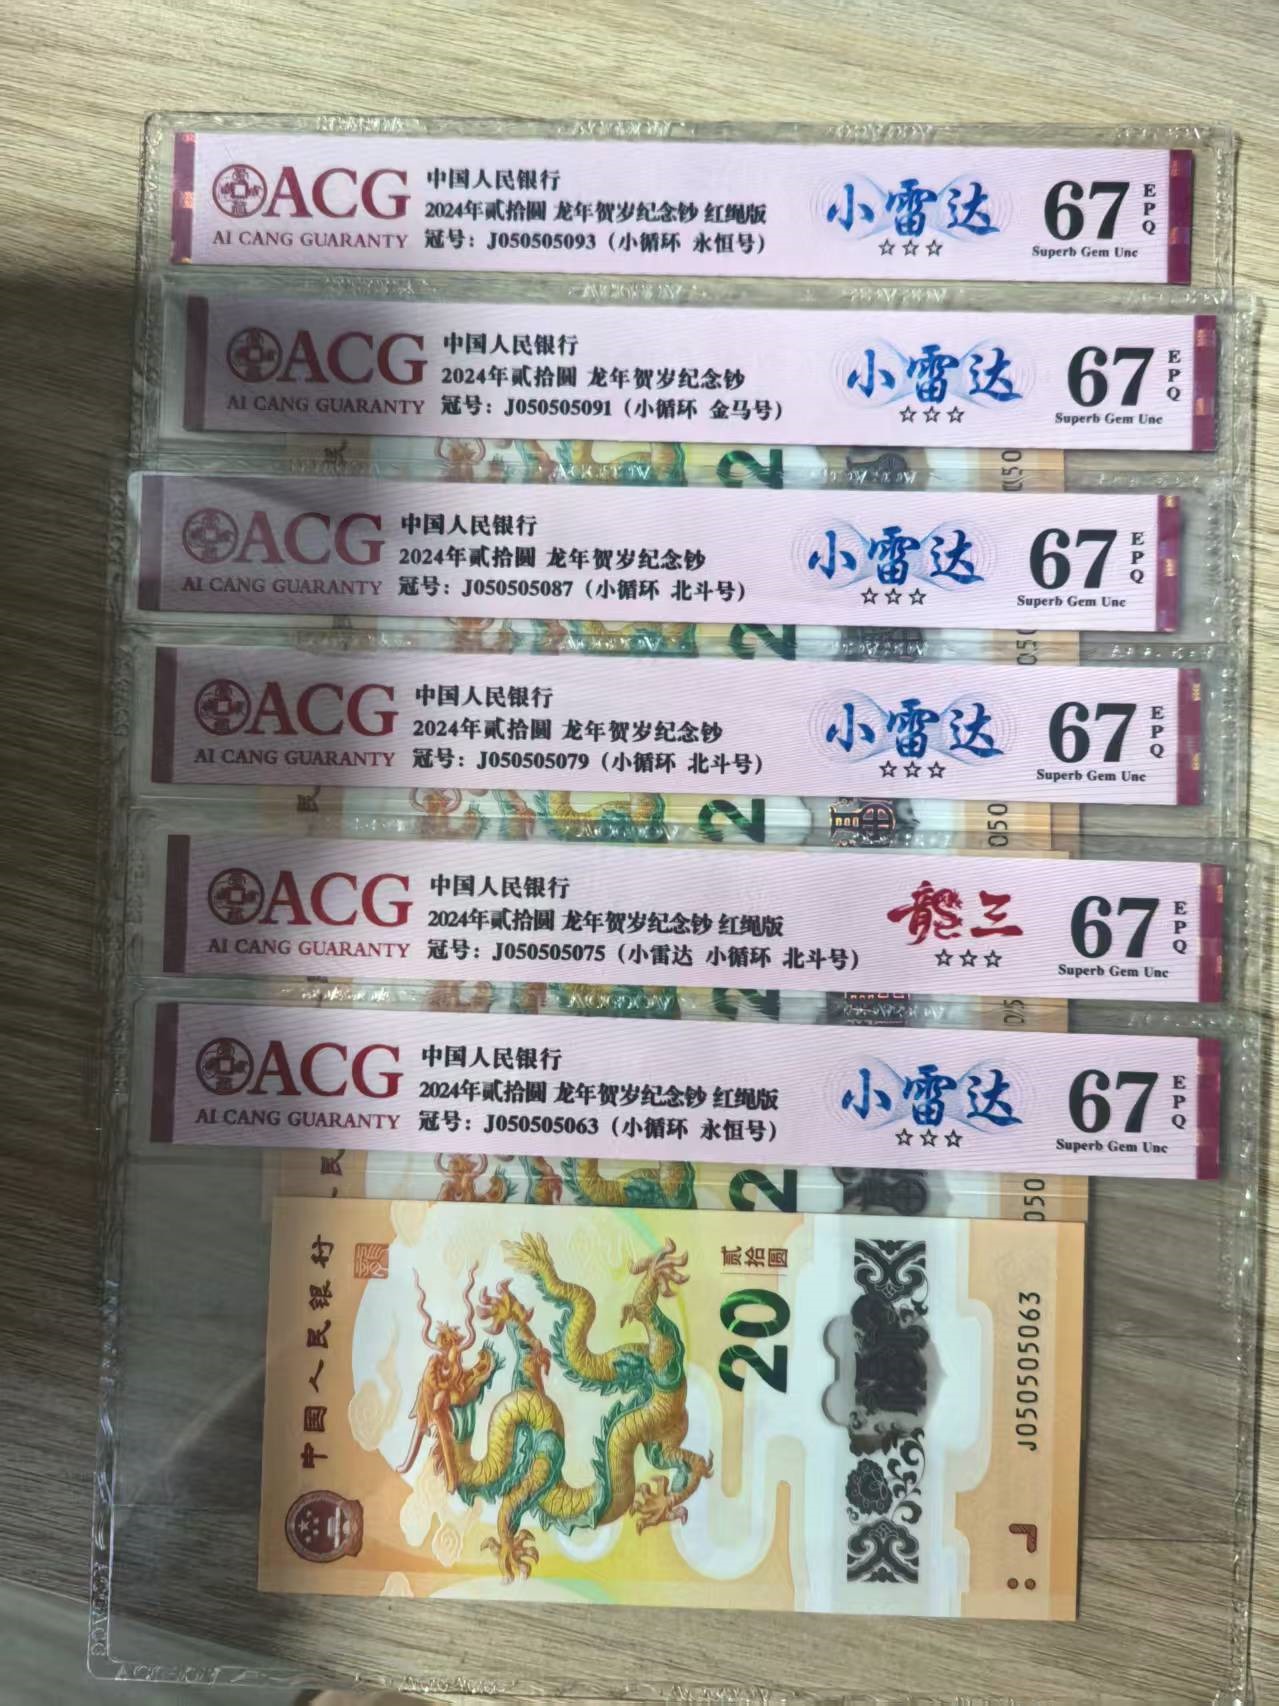 ACG
AI CANG GUARANTY
中国人民银行
2024年贰拾圆 龙年贺岁纪念钞 红绳版
冠号：J050505093（小循环 永恒号）
小雷达
☆☆☆
67
EPQ
Superb Gem Unc
ACG
AI CANG GUARANTY
中国人民银行
2024年贰拾圆 龙年贺岁纪念钞
冠号：J050505091（小循环 金马号）
小雷达
☆☆☆
67
EPQ
Superb Gem Unc
2
050
ACG
AI CANG GUARANTY
中国人民银行
2024年贰拾圆 龙年贺岁纪念钞
冠号：J050505087（小循环 北斗号）
小雷达
☆☆☆
67
EPQ
Superb Gem Unc
2
ACG
AI CANG GUARANTY
中国人民银行
2024年贰拾圆 龙年贺岁纪念钞
冠号：J050505079（小循环 北斗号）
小雷达
☆☆☆
67
EPQ
Superb Gem Unc
民
2
050
ACG
AI CANG GUARANTY
中国人民银行
2024年贰拾圆 龙年贺岁纪念钞 红绳版
冠号：J050505075（小雷达 小循环 北斗号）
龍三
☆☆☆
67
EPQ
Superb Gem Unc
ACG
AI CANG GUARANTY
中国人民银行
2024年贰拾圆 龙年贺岁纪念钞 红绳版
冠号：J050505063（小循环 永恒号）
小雷达
☆☆☆
67
EPQ
Superb Gem Unc
2
050
中国人民银行
20
贰拾圆
J050505063